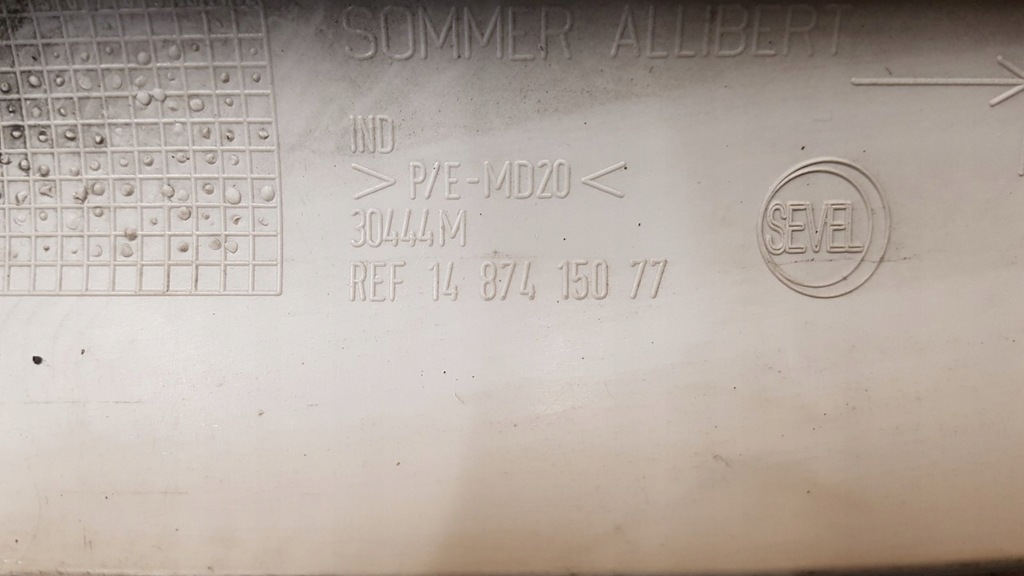 SOMMER ALLIBERT
IND
> P/E-MD20 <
30444M
REF 14 874 150 77
SEVEL